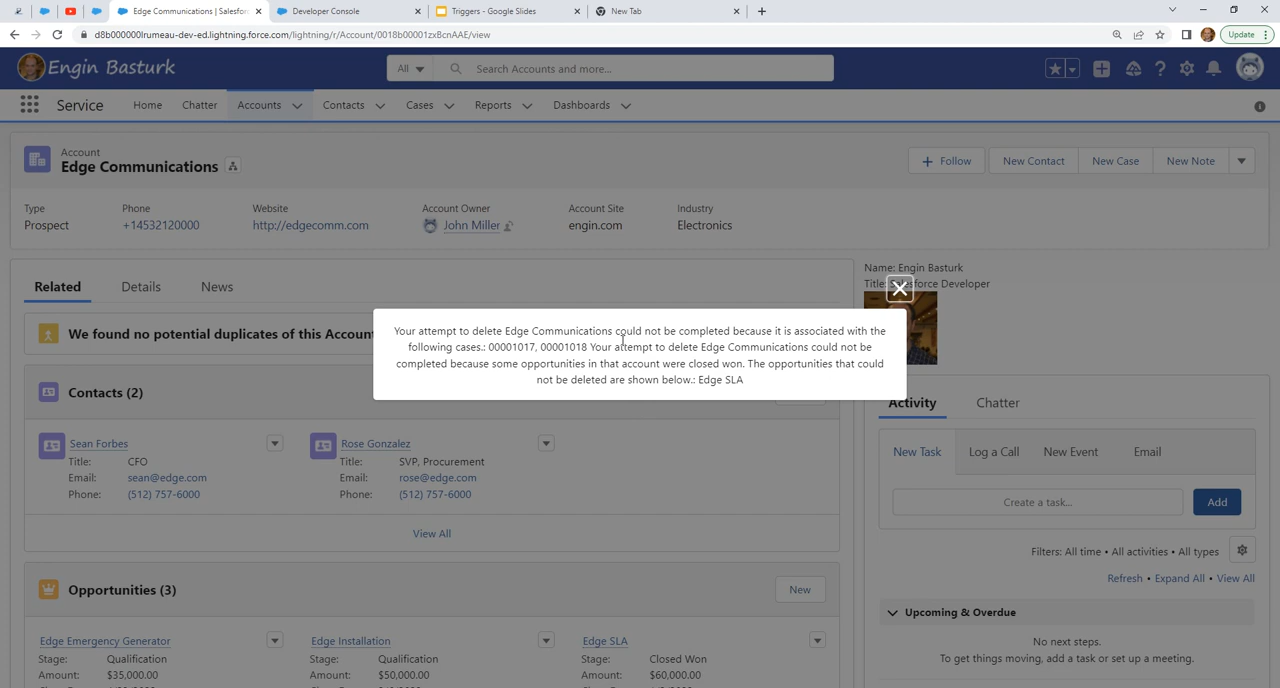 Edge Communications | Salesfor
Developer Console
Triggers - Google Slides
New Tab
d8b000000lrumeau-dev-ed.lightning.force.com/lightning/r/Account/0018b00001zxBcnAAE/view
Update
Engin Basturk
All
Search Accounts and more...
Service
Home
Chatter
Accounts
Contacts
Cases
Reports
Dashboards
Account
Edge Communications
Follow
New Contact
New Case
New Note
Type
Phone
Website
Account Owner
Account Site
Industry
Prospect
+14532120000
http://edgecomm.com
John Miller
engin.com
Electronics
Related
Details
News
Name: Engin Basturk
Title: Salesforce Developer
We found no potential duplicates of this Accoun
Your attempt to delete Edge Communications could not be completed because it is associated with the
following cases.: 00001017, 00001018 Your attempt to delete Edge Communications could not be
completed because some opportunities in that account were closed won. The opportunities that could
not be deleted are shown below.: Edge SLA
Contacts (2)
Sean Forbes
Title: CFO
Email: sean@edge.com
Phone: (512) 757-6000
Rose Gonzalez
Title: SVP, Procurement
Email: rose@edge.com
Phone: (512) 757-6000
View All
Opportunities (3)
New
Edge Emergency Generator
Stage: Qualification
Amount: $35,000.00
Edge Installation
Stage: Qualification
Amount: $50,000.00
Edge SLA
Stage: Closed Won
Amount: $60,000.00
Activity
Chatter
New Task
Log a Call
New Event
Email
Create a task...
Add
Filters: All time • All activities • All types
Refresh • Expand All • View All
Upcoming & Overdue
No next steps.
To get things moving, add a task or set up a meeting.